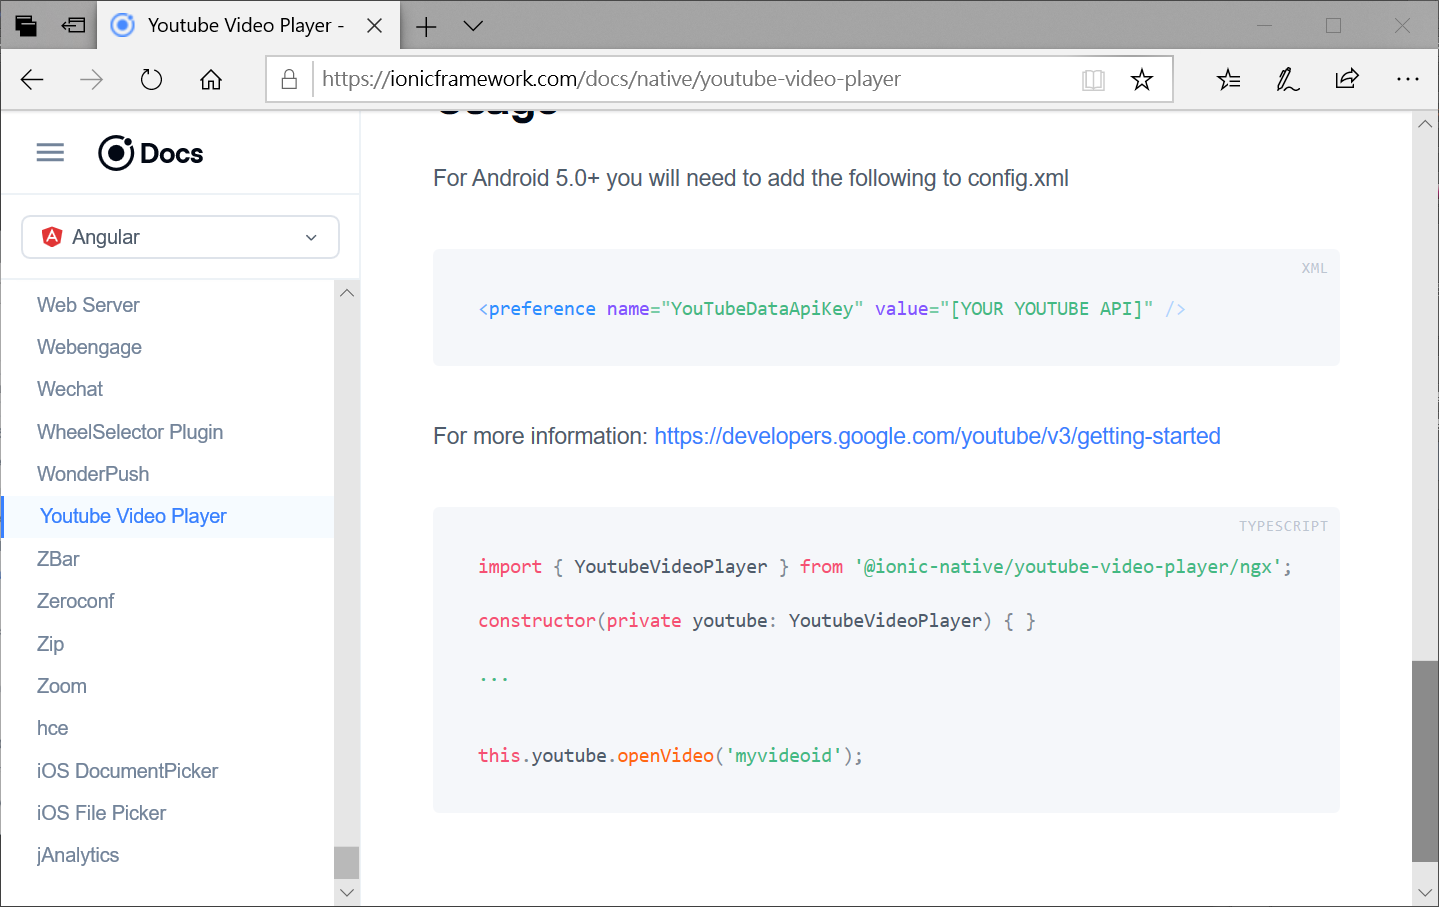 Youtube Video Player -
https://ionicframework.com/docs/native/youtube-video-player
Docs
Angular
Web Server
Webengage
Wechat
WheelSelector Plugin
WonderPush
Youtube Video Player
ZBar
Zeroconf
Zip
Zoom
hce
iOS DocumentPicker
iOS File Picker
jAnalytics
Usage
For Android 5.0+ you will need to add the following to config.xml
XML
<preference name="YouTubeDataApiKey" value="[YOUR YOUTUBE API]" />
For more information: https://developers.google.com/youtube/v3/getting-started
TYPESCRIPT
import { YoutubeVideoPlayer } from '@ionic-native/youtube-video-player/ngx';
constructor(private youtube: YoutubeVideoPlayer) { }
...
this.youtube.openVideo('myvideoid');